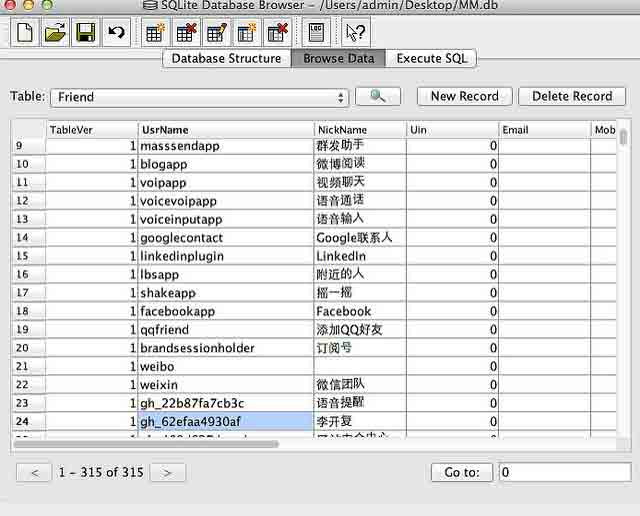 SQLite Database Browser - /Users/admin/Desktop/MM.db
LOG
Database Structure Browse Data Execute SQL
Table: Friend New Record Delete Record
TableVer UsrName NickName Uin Email Mob
9 1 masssendapp 群发助手 0
10 1 blogapp 微博阅读 0
11 1 voipapp 视频聊天 0
12 1 voicevoipapp 语音通话 0
13 1 voiceinputapp 语音输入 0
14 1 googlecontact Google联系人 0
15 1 linkedinplugin LinkedIn 0
16 1 lbsapp 附近的人 0
17 1 shakeapp 摇一摇 0
18 1 facebookapp Facebook 0
19 1 qqfriend 添加QQ好友 0
20 1 brandsessionholder 订阅号 0
21 1 weibo 0
22 1 weixin 微信团队 0
23 1 gh_22b87fa7cb3c 语音提醒 0
24 1 gh_62efaa4930af 李开复 0
< 1 - 315 of 315 > Go to: 0